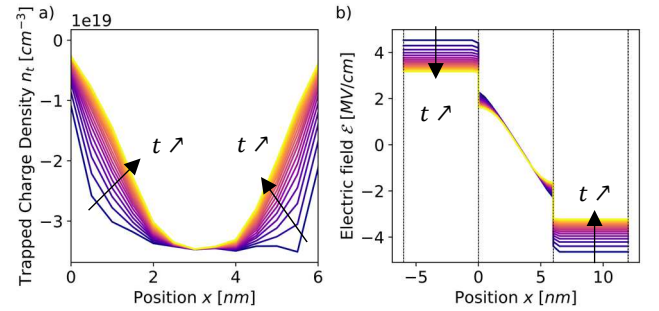 a)
1e19
Trapped Charge Density n_t [cm^{-3}]
0
−1
−2
−3
t ↗
t ↗
0 2 4 6
Position x [nm]
b)
Electric field ℰ [MV/cm]
4
2
0
−2
−4
t ↗
t ↗
−5 0 5 10
Position x [nm]